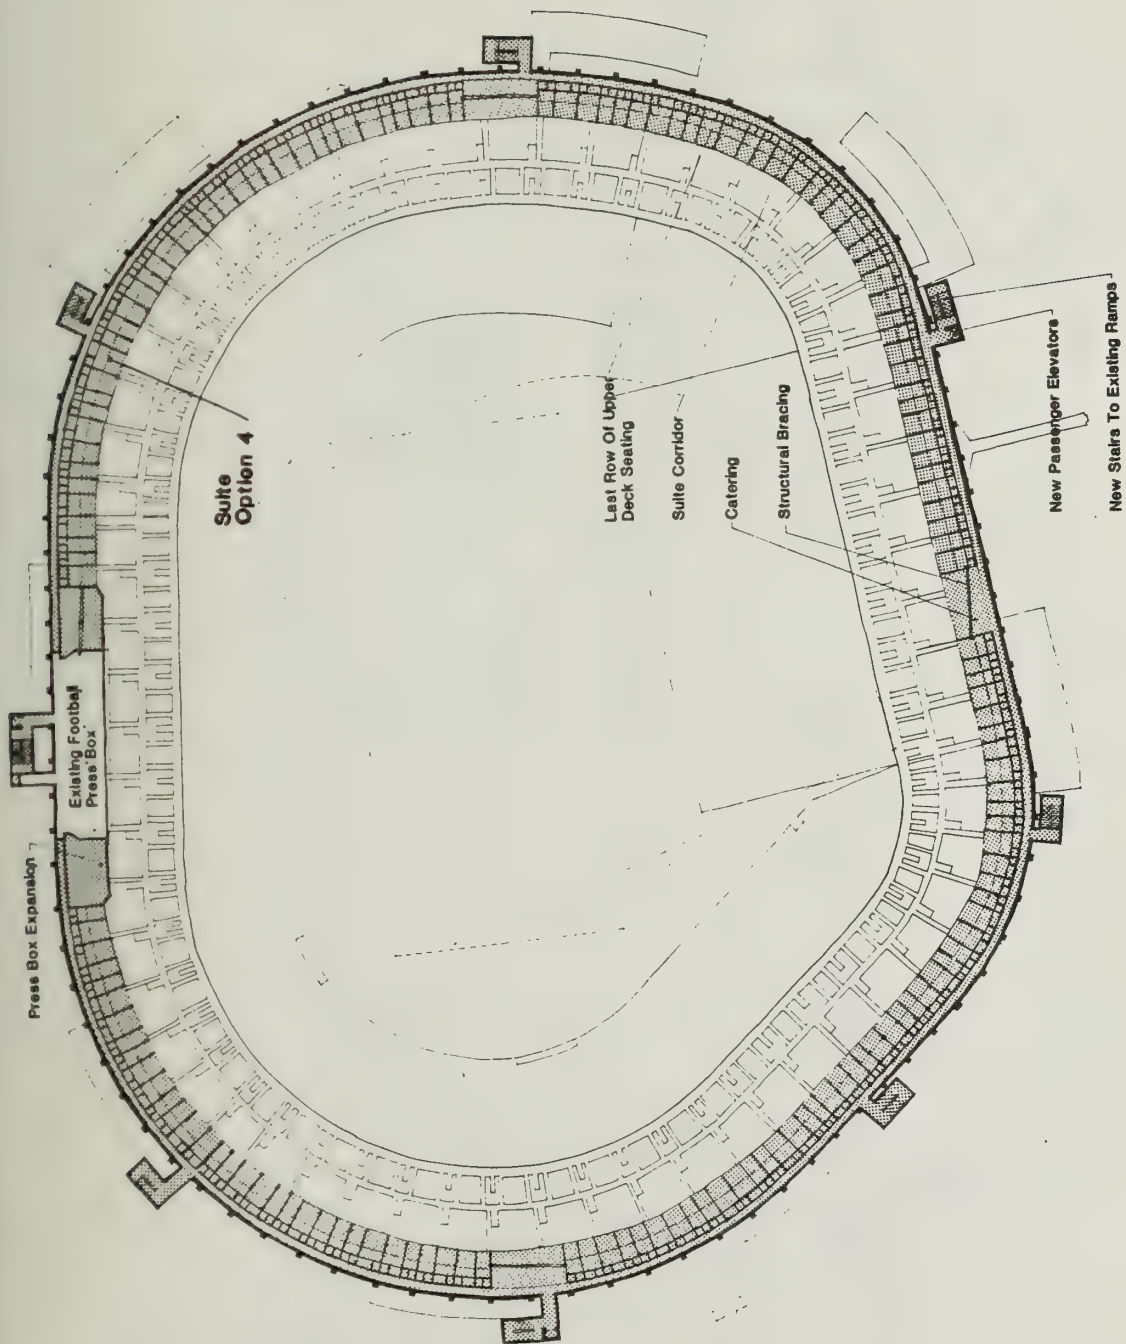 Press Box Expansion
Existing Football
Press Box
Suite
Option 4
Last Row Of Upper
Deck Seating
Suite Corridor
Catering
Structural Bracing
New Passenger Elevators
New Stairs To Existing Ramps